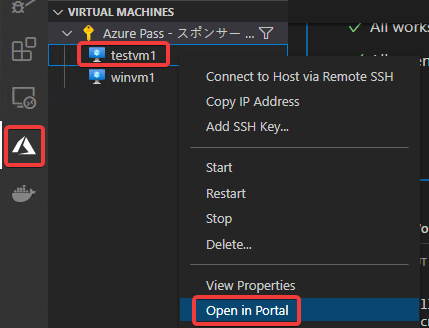 VIRTUAL MACHINES
Azure Pass - スポンサー ...
testvm1
winvm1
All works
Connect to Host via Remote SSH
Copy IP Address
Add SSH Key...
Start
Restart
Stop
Delete...
View Properties
Open in Portal